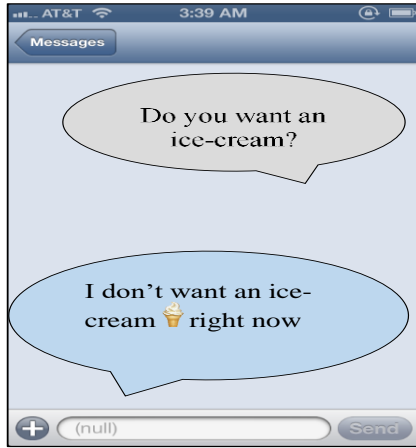 AT&T 3:39 AM
Messages
Do you want an
ice-cream?
I don't want an ice-
cream 🍦 right now
(null)
Send